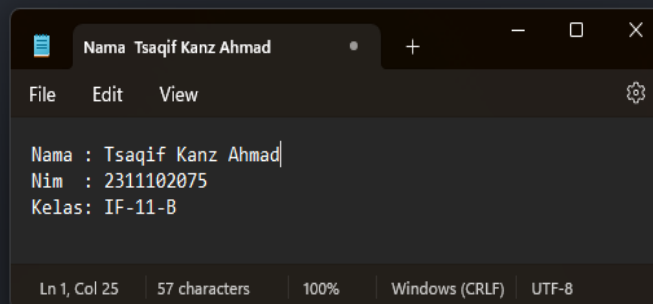 Nama  Tsaqif Kanz Ahmad
File Edit View
Nama : Tsaqif Kanz Ahmad
Nim  : 2311102075
Kelas: IF-11-B
Ln 1, Col 25 57 characters 100% Windows (CRLF) UTF-8